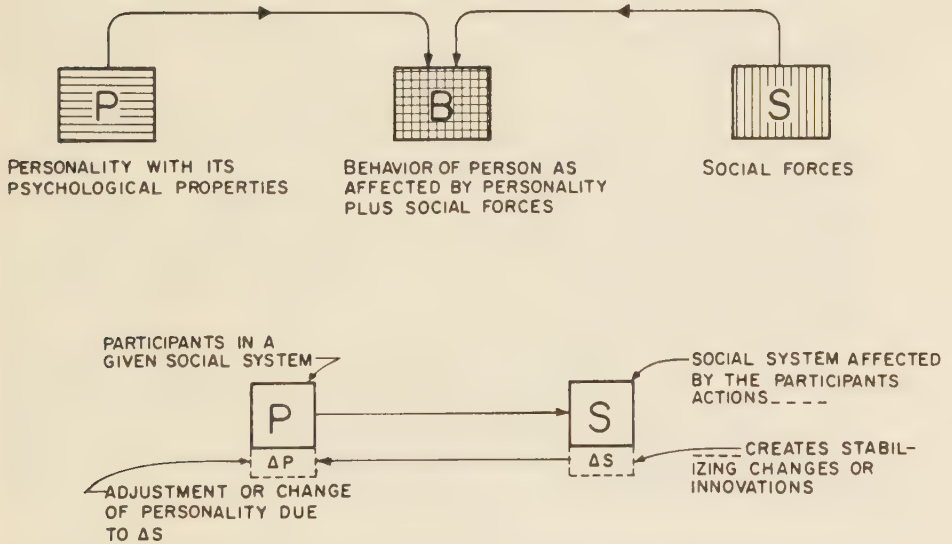 P
B
S
PERSONALITY WITH ITS
PSYCHOLOGICAL PROPERTIES
BEHAVIOR OF PERSON AS
AFFECTED BY PERSONALITY
PLUS SOCIAL FORCES
SOCIAL FORCES
PARTICIPANTS IN A
GIVEN SOCIAL SYSTEM
P
ΔP
ADJUSTMENT OR CHANGE
OF PERSONALITY DUE
TO ΔS
S
ΔS
SOCIAL SYSTEM AFFECTED
BY THE PARTICIPANTS
ACTIONS____
____CREATES STABIL-
IZING CHANGES OR
INNOVATIONS